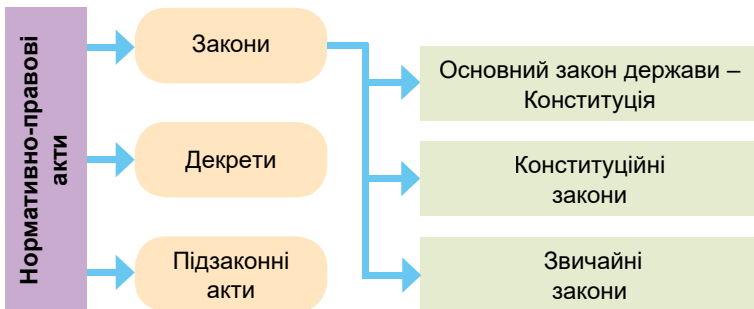 Нормативно-правові
акти
Закони
Декрети
Підзаконні
акти
Основний закон держави –
Конституція
Конституційні
закони
Звичайні
закони